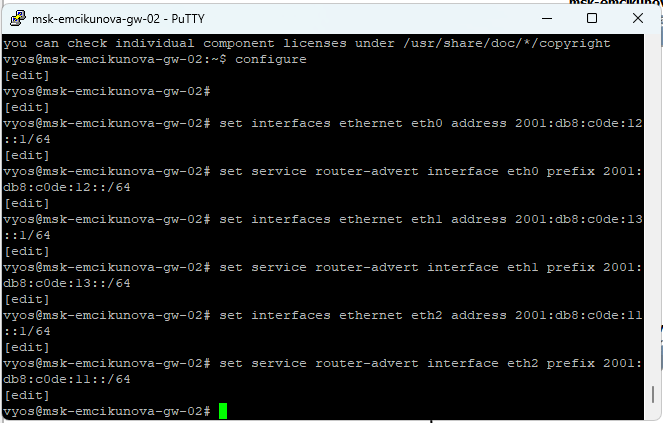 msk-emcikunova-gw-02 - PuTTY
you can check individual component licenses under /usr/share/doc/*/copyright
vyos@msk-emcikunova-gw-02:~$ configure
[edit]
vyos@msk-emcikunova-gw-02#
[edit]
vyos@msk-emcikunova-gw-02# set interfaces ethernet eth0 address 2001:db8:c0de:12
::1/64
[edit]
vyos@msk-emcikunova-gw-02# set service router-advert interface eth0 prefix 2001:
db8:c0de:12::/64
[edit]
vyos@msk-emcikunova-gw-02# set interfaces ethernet eth1 address 2001:db8:c0de:13
::1/64
[edit]
vyos@msk-emcikunova-gw-02# set service router-advert interface eth1 prefix 2001:
db8:c0de:13::/64
[edit]
vyos@msk-emcikunova-gw-02# set interfaces ethernet eth2 address 2001:db8:c0de:11
::1/64
[edit]
vyos@msk-emcikunova-gw-02# set service router-advert interface eth2 prefix 2001:
db8:c0de:11::/64
[edit]
vyos@msk-emcikunova-gw-02#